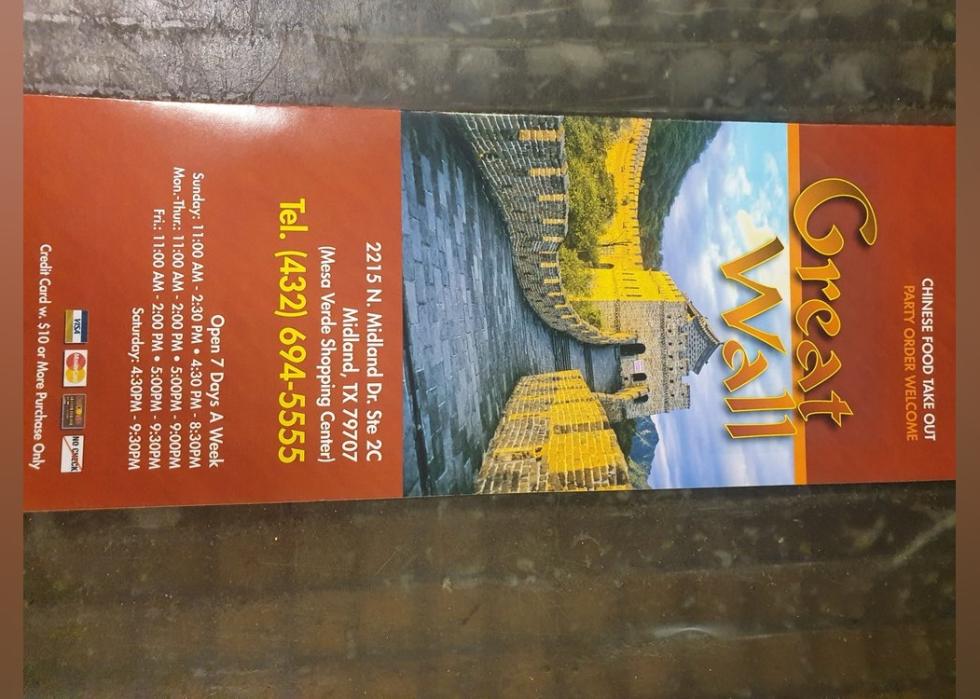 CHINESE FOOD TAKE OUT
PARTY ORDER WELCOME
Great
Wall
2215 N. Midland Dr. Ste 2C
Midland, TX 79707
(Mesa Verde Shopping Center)
Tel. (432) 694-5555
Open 7 Days A Week
Sunday: 11:00 AM - 2:30 PM • 4:30 PM - 8:30PM
Mon.-Thur.: 11:00 AM - 2:00 PM • 5:00PM - 9:00PM
Fri.: 11:00 AM - 2:00 PM • 5:00PM - 9:30PM
Saturday: 4:30PM - 9:30PM
VISA MasterCard NO CHECK
Credit Card w. $10 or More Purchase Only